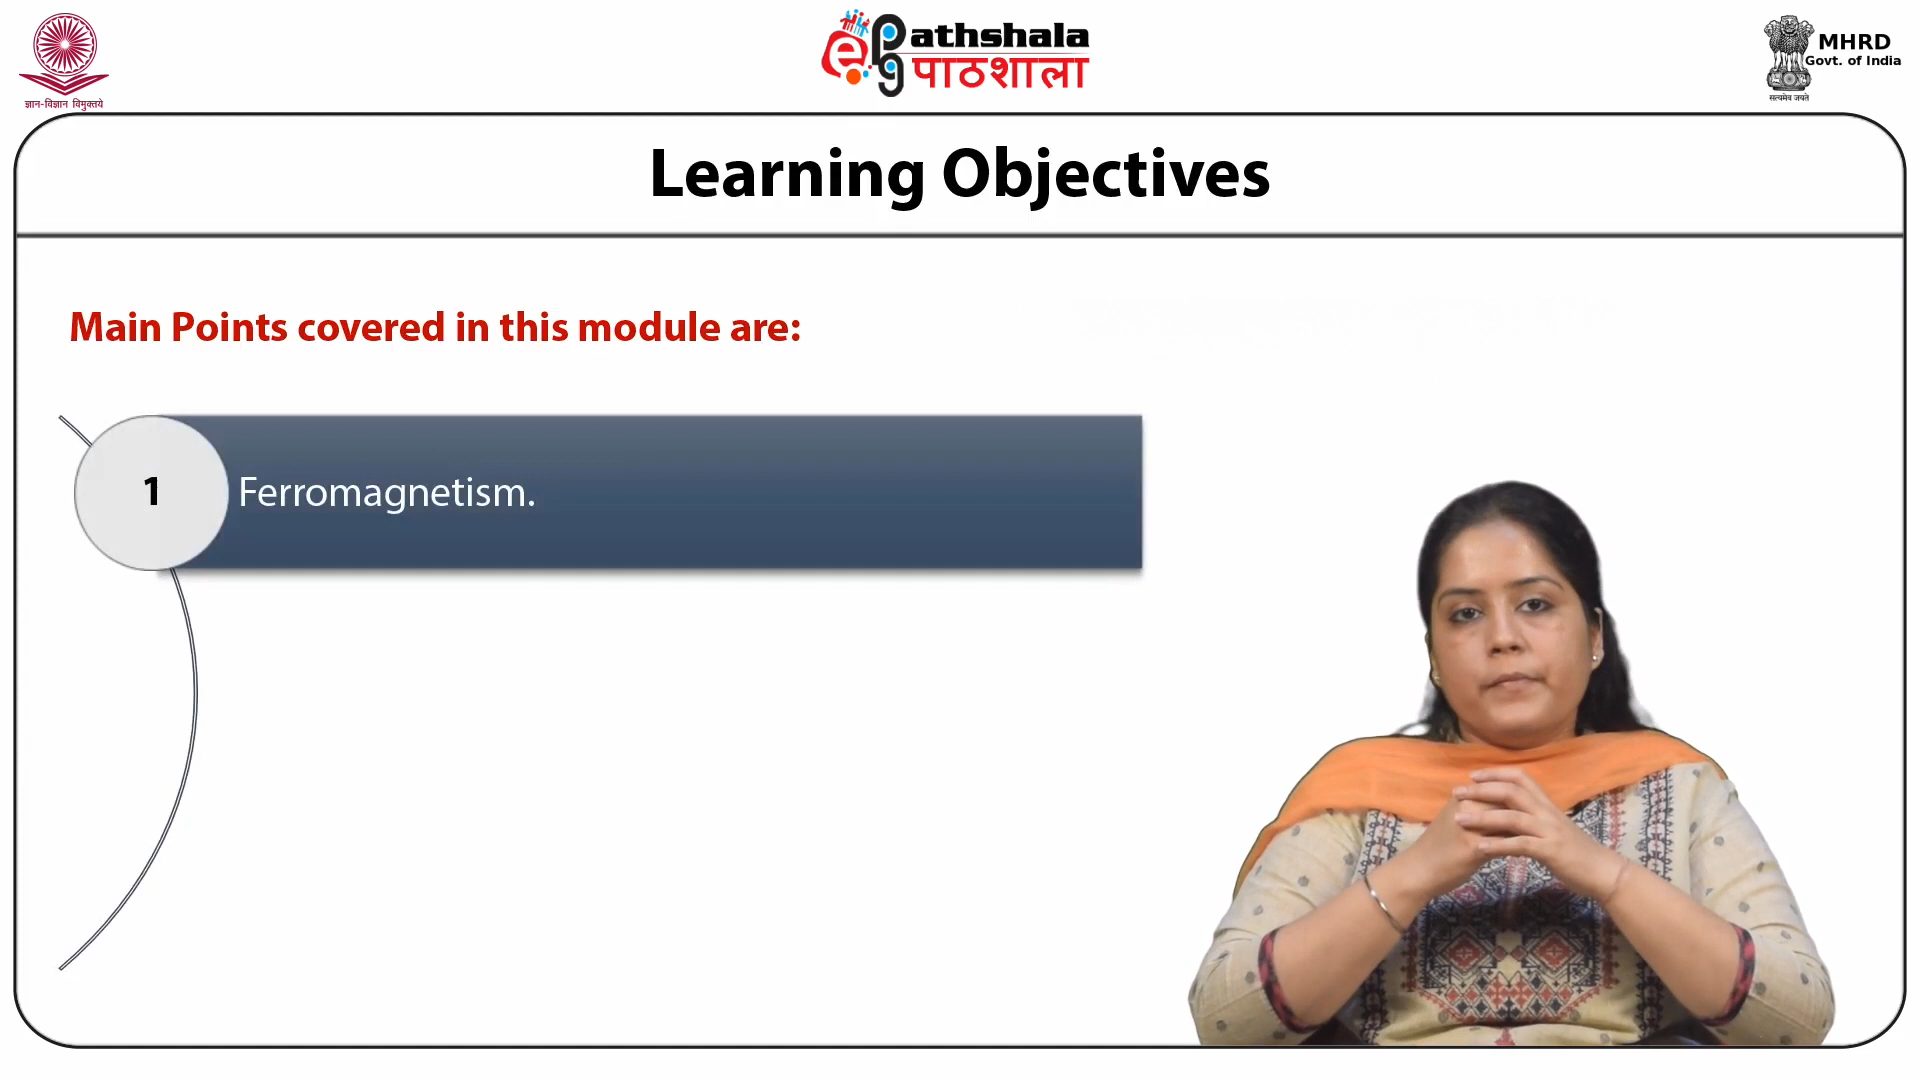 ज्ञान-विज्ञान विमुक्तये
ePathshala
पाठशाला
MHRD
Govt. of India
सत्यमेव जयते
Learning Objectives
Main Points covered in this module are:
1 Ferromagnetism.